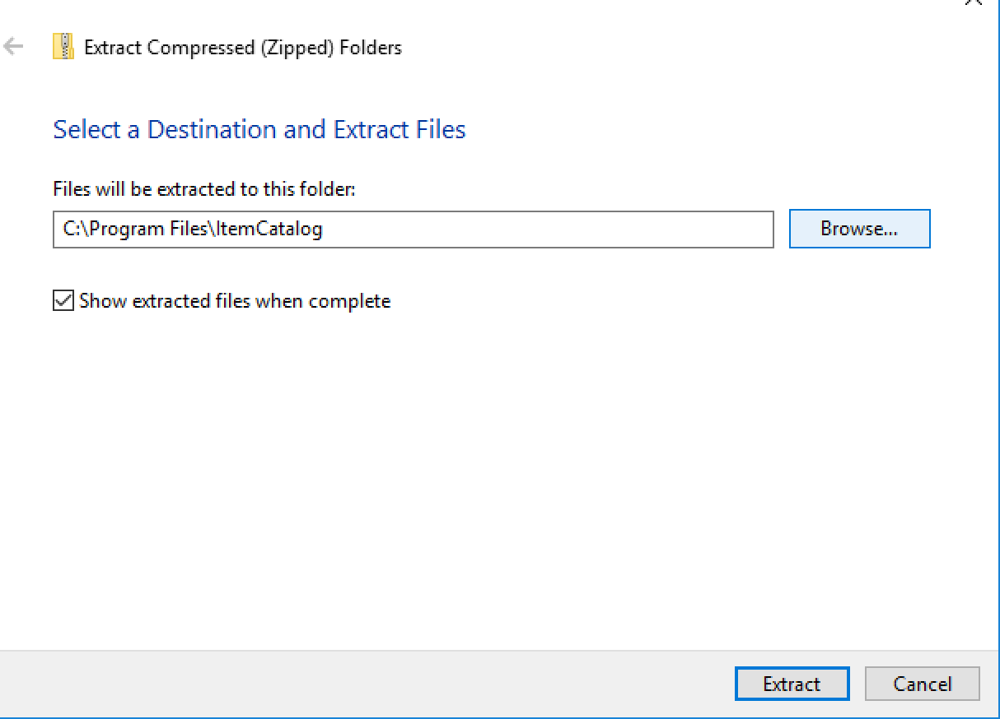 Extract Compressed (Zipped) Folders
Select a Destination and Extract Files
Files will be extracted to this folder:
C:\Program Files\ItemCatalog
Browse...
Show extracted files when complete
Extract
Cancel